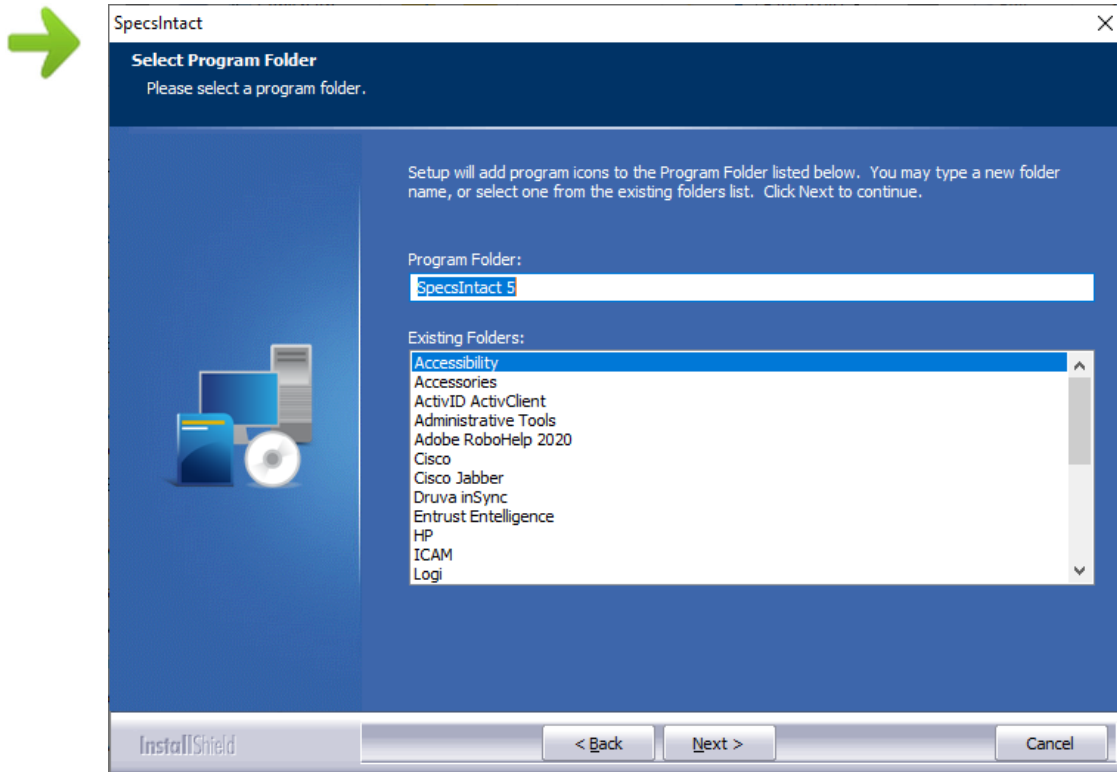 SpecsIntact
Select Program Folder
Please select a program folder.
Setup will add program icons to the Program Folder listed below.  You may type a new folder
name, or select one from the existing folders list.  Click Next to continue.
Program Folder:
SpecsIntact 5
Existing Folders:
Accessibility
Accessories
ActivID ActivClient
Administrative Tools
Adobe RoboHelp 2020
Cisco
Cisco Jabber
Druva inSync
Entrust Entelligence
HP
ICAM
Logi
InstallShield
< Back
Next >
Cancel